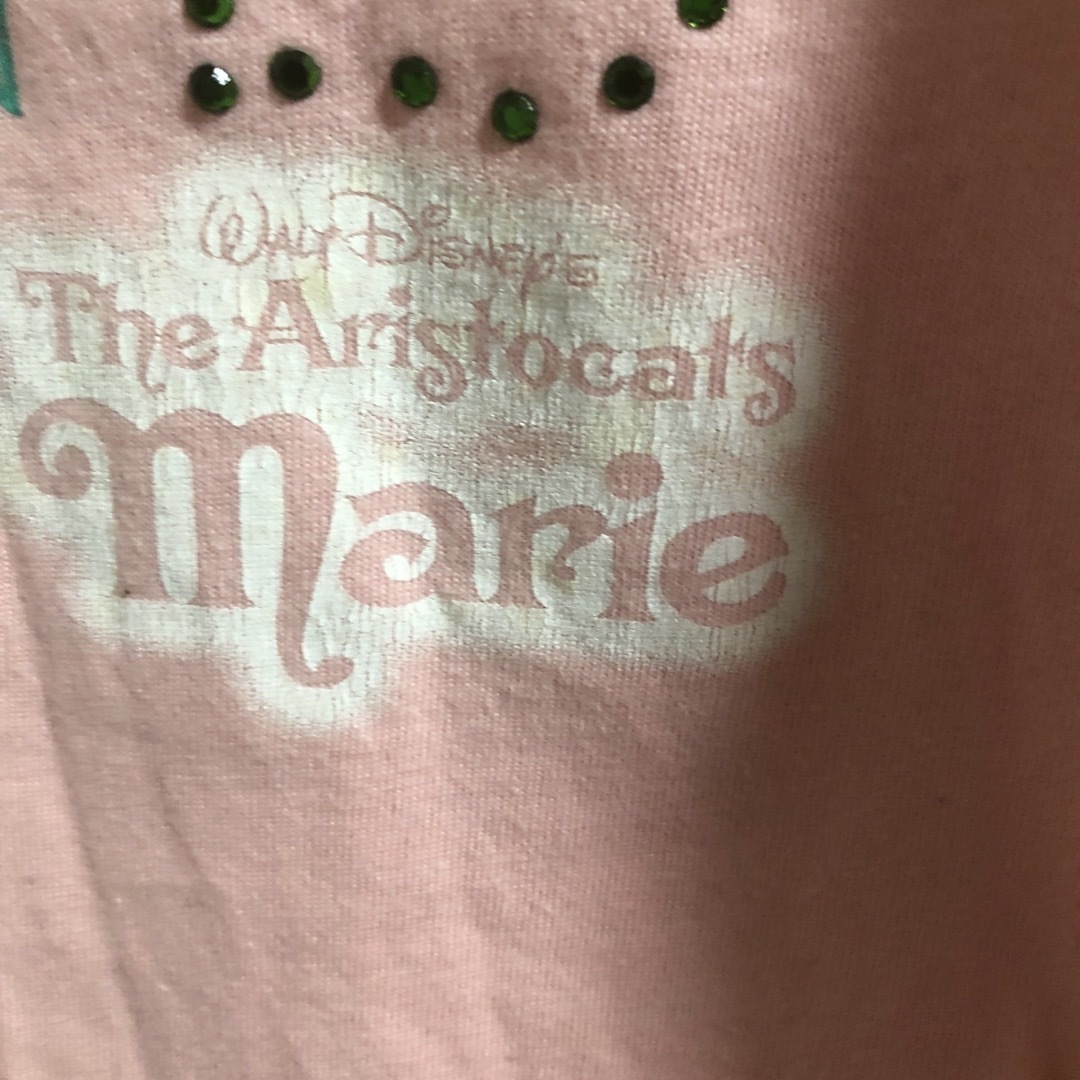 Walt Disney's
The Aristocats
Marie